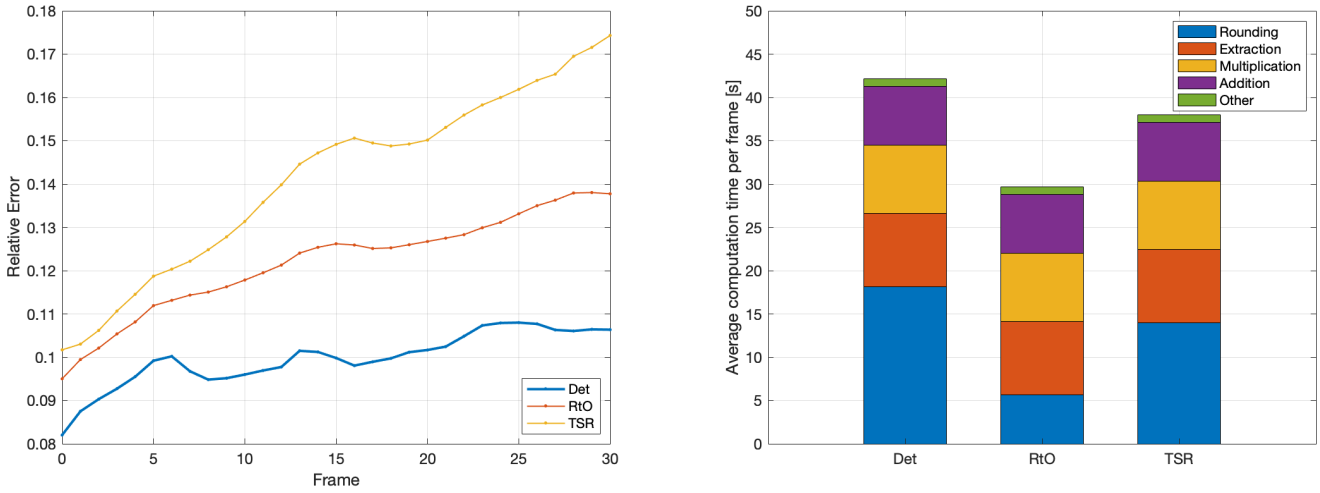 0.18
0.17
0.16
0.15
0.14
0.13
0.12
0.11
0.1
0.09
0.08
Relative Error
0
5
10
15
20
25
30
Frame
Det
RtO
TSR
50
45
40
35
30
25
20
15
10
5
0
Average computation time per frame [s]
Det
RtO
TSR
Rounding
Extraction
Multiplication
Addition
Other